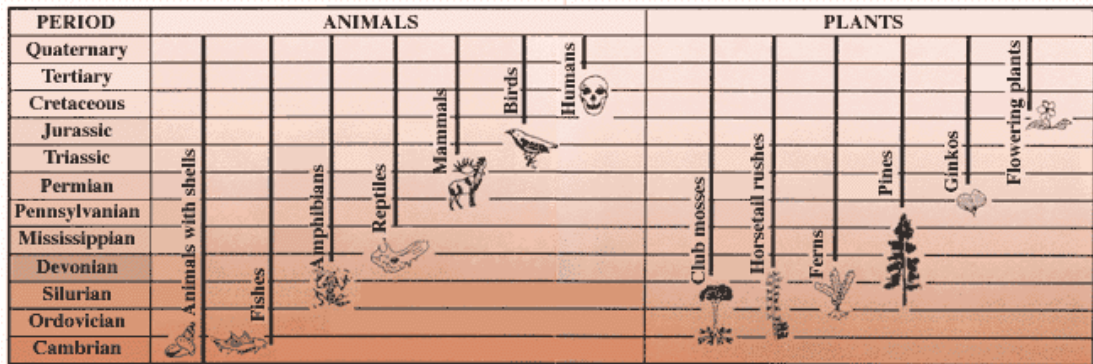 PERIOD ANIMALS PLANTS
Quaternary
Tertiary
Cretaceous
Jurassic
Triassic
Permian
Pennsylvanian
Mississippian
Devonian
Silurian
Ordovician
Cambrian
Animals with shells
Fishes
Amphibians
Reptiles
Mammals
Birds
Humans
Club mosses
Horsetail rushes
Ferns
Pines
Ginkos
Flowering plants